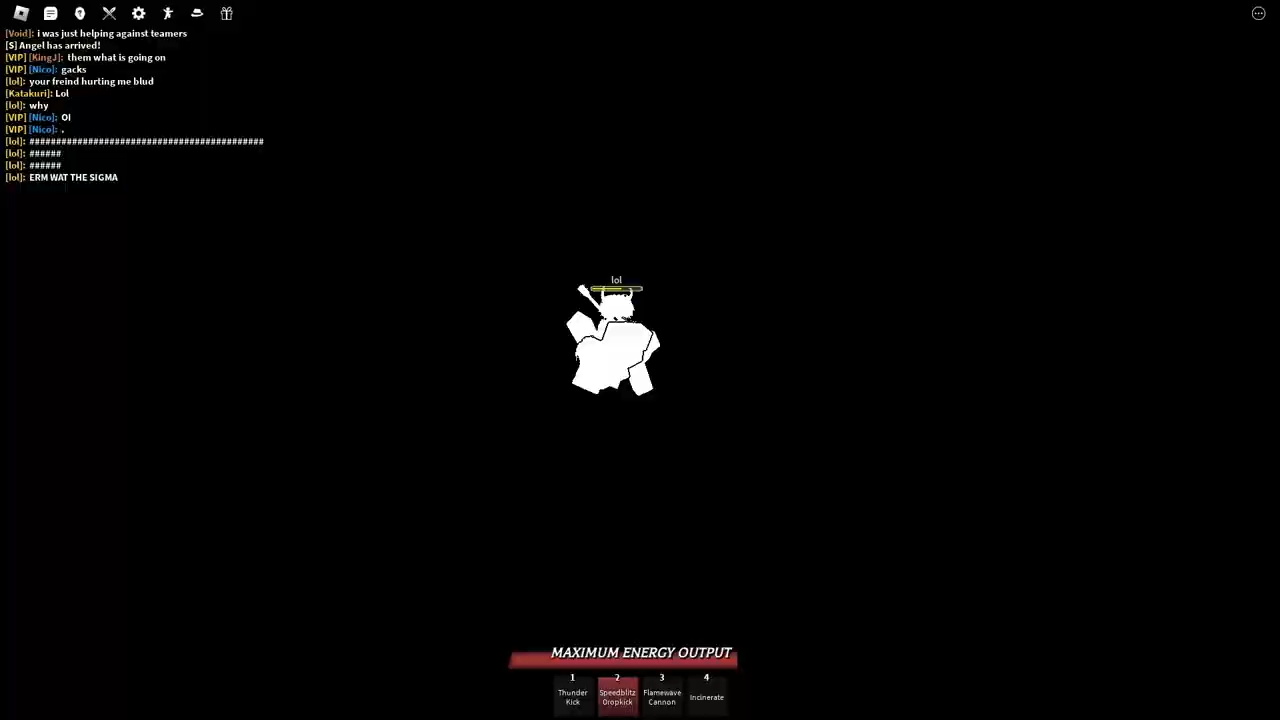 [Void]: i was just helping against teamers
[S] Angel has arrived!
[VIP] [KingJ]: them what is going on
[VIP] [Nico]: gacks
[lol]: your freind hurting me blud
[Katakuri]: Lol
[lol]: why
[VIP] [Nico]: OI
[VIP] [Nico]: .
[lol]: ############################################
[lol]: ######
[lol]: ######
[lol]: ERM WAT THE SIGMA
lol
MAXIMUM ENERGY OUTPUT
1 2 3 4
Thunder Speedblitz Flamewave Incinerate
Kick Dropkick Cannon